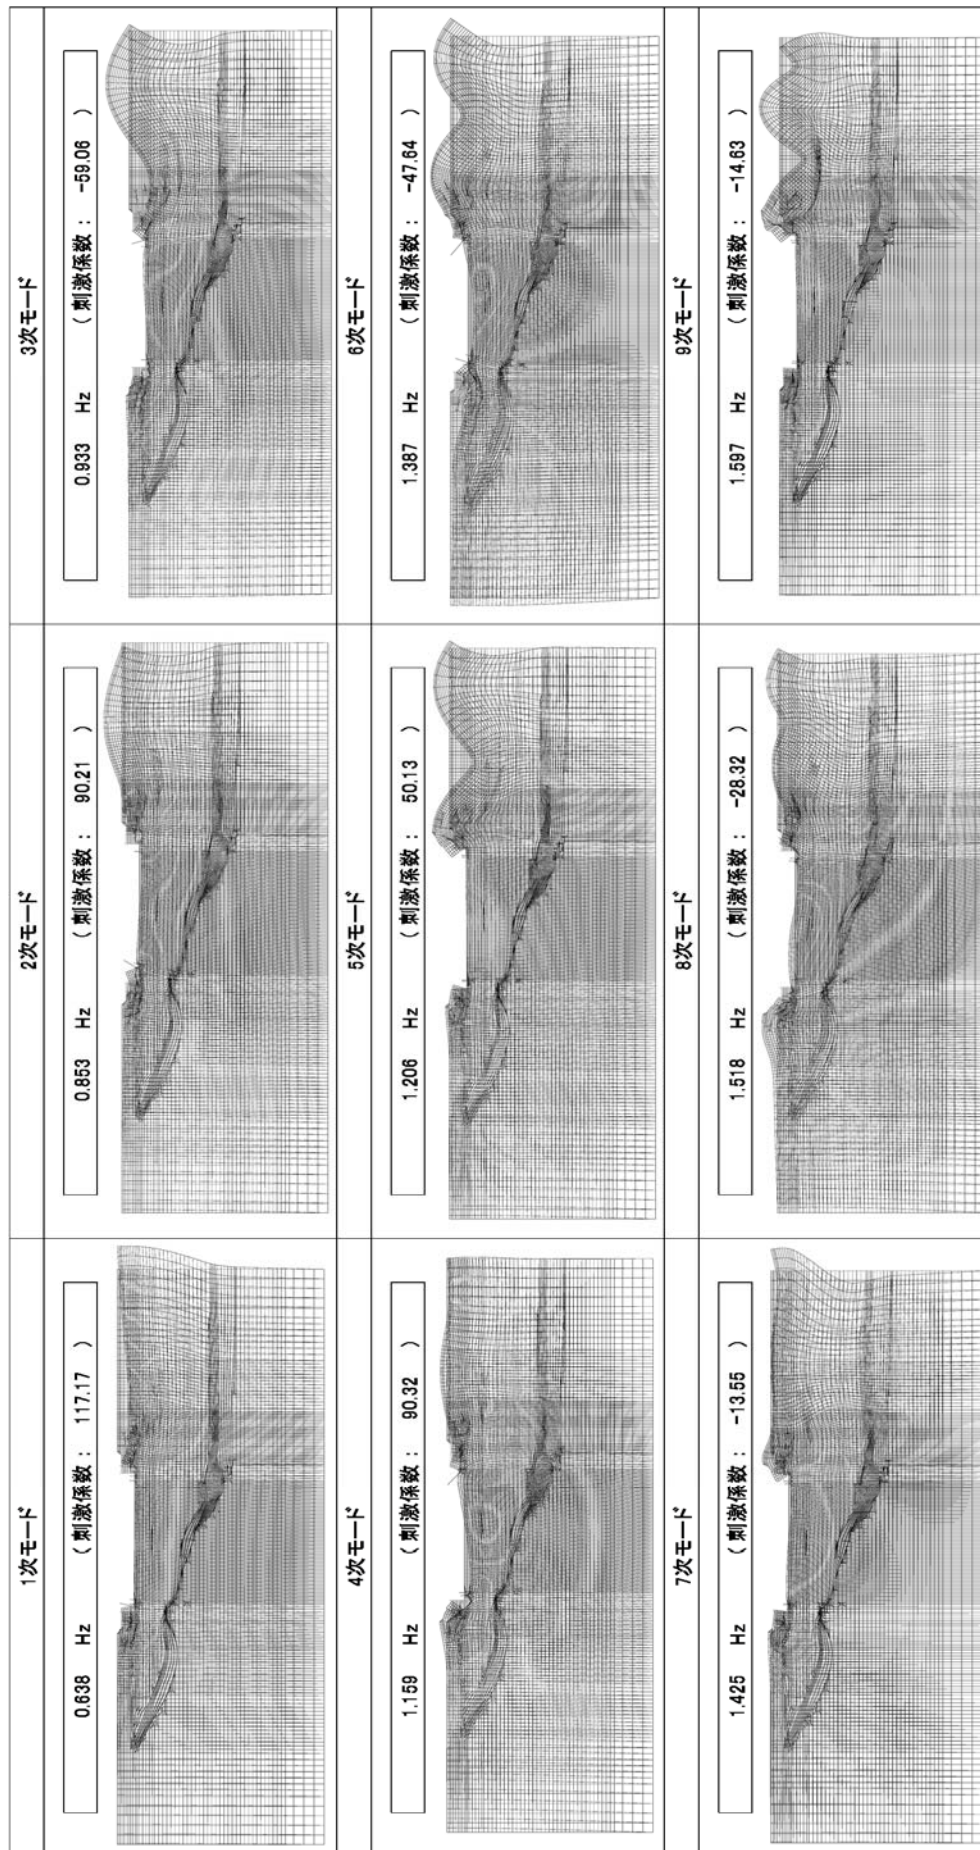 1次モード
0.638 Hz (刺激係数: 117.17 )
2次モード
0.853 Hz (刺激係数: 90.21 )
3次モード
0.933 Hz (刺激係数: -59.06 )
4次モード
1.159 Hz (刺激係数: 90.32 )
5次モード
1.206 Hz (刺激係数: 50.13 )
6次モード
1.387 Hz (刺激係数: -47.64 )
7次モード
1.425 Hz (刺激係数: -13.55 )
8次モード
1.518 Hz (刺激係数: -28.32 )
9次モード
1.597 Hz (刺激係数: -14.63 )